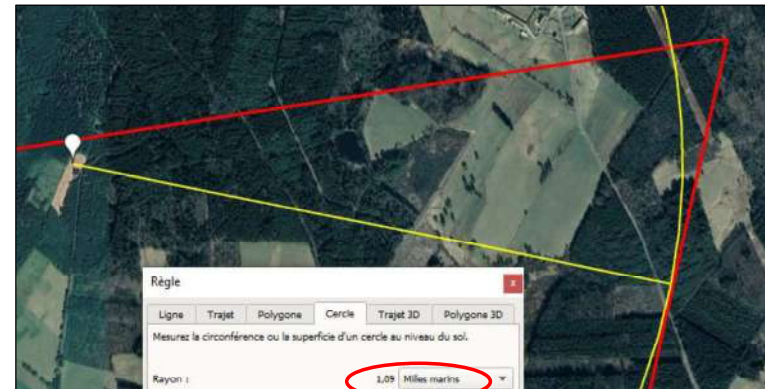 Règle
x
Ligne Trajet Polygone Cercle Trajet 3D Polygone 3D
Mesurez la circonférence ou la superficie d'un cercle au niveau du sol.
Rayon : 1,09 Milles marins